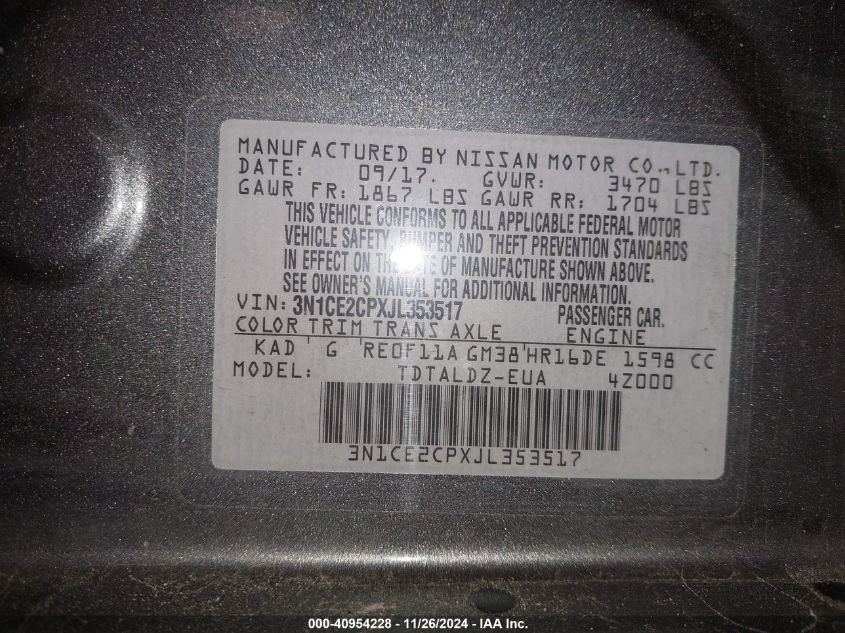 MANUFACTURED BY NISSAN MOTOR CO., LTD.
DATE: 09/17. GVWR: 3470 LBS
GAWR FR: 1867 LBS GAWR RR: 1704 LBS
THIS VEHICLE CONFORMS TO ALL APPLICABLE FEDERAL MOTOR
VEHICLE SAFETY, BUMPER AND THEFT PREVENTION STANDARDS
IN EFFECT ON THE DATE OF MANUFACTURE SHOWN ABOVE.
SEE OWNER'S MANUAL FOR ADDITIONAL INFORMATION.
VIN: 3N1CE2CPXJL353517 PASSENGER CAR.
COLOR TRIM TRANS AXLE ENGINE
KAD G RE0F11A GM38 HR16DE 1598 CC
MODEL: TDTALDZ-EUA 4Z000
3N1CE2CPXJL353517
000-40954228 - 11/26/2024 - IAA Inc.